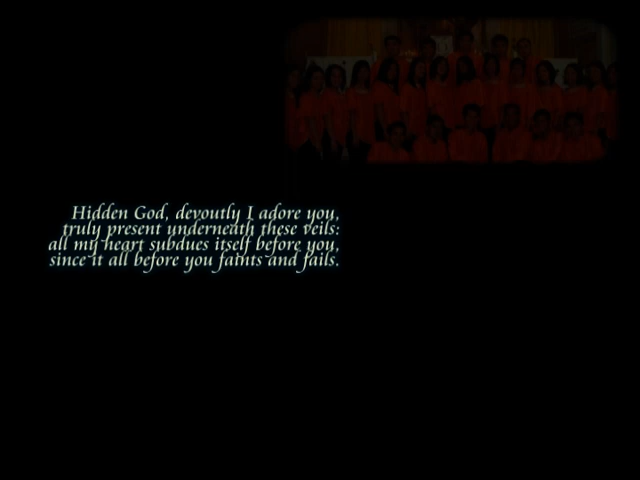 Hidden God, devoutly I adore you,
truly present underneath these veils:
all my heart subdues itself before you,
since it all before you faints and fails.